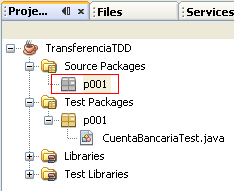 Proje... Files Services
TransferenciaTDD
Source Packages
p001
Test Packages
p001
CuentaBancariaTest.java
Libraries
Test Libraries